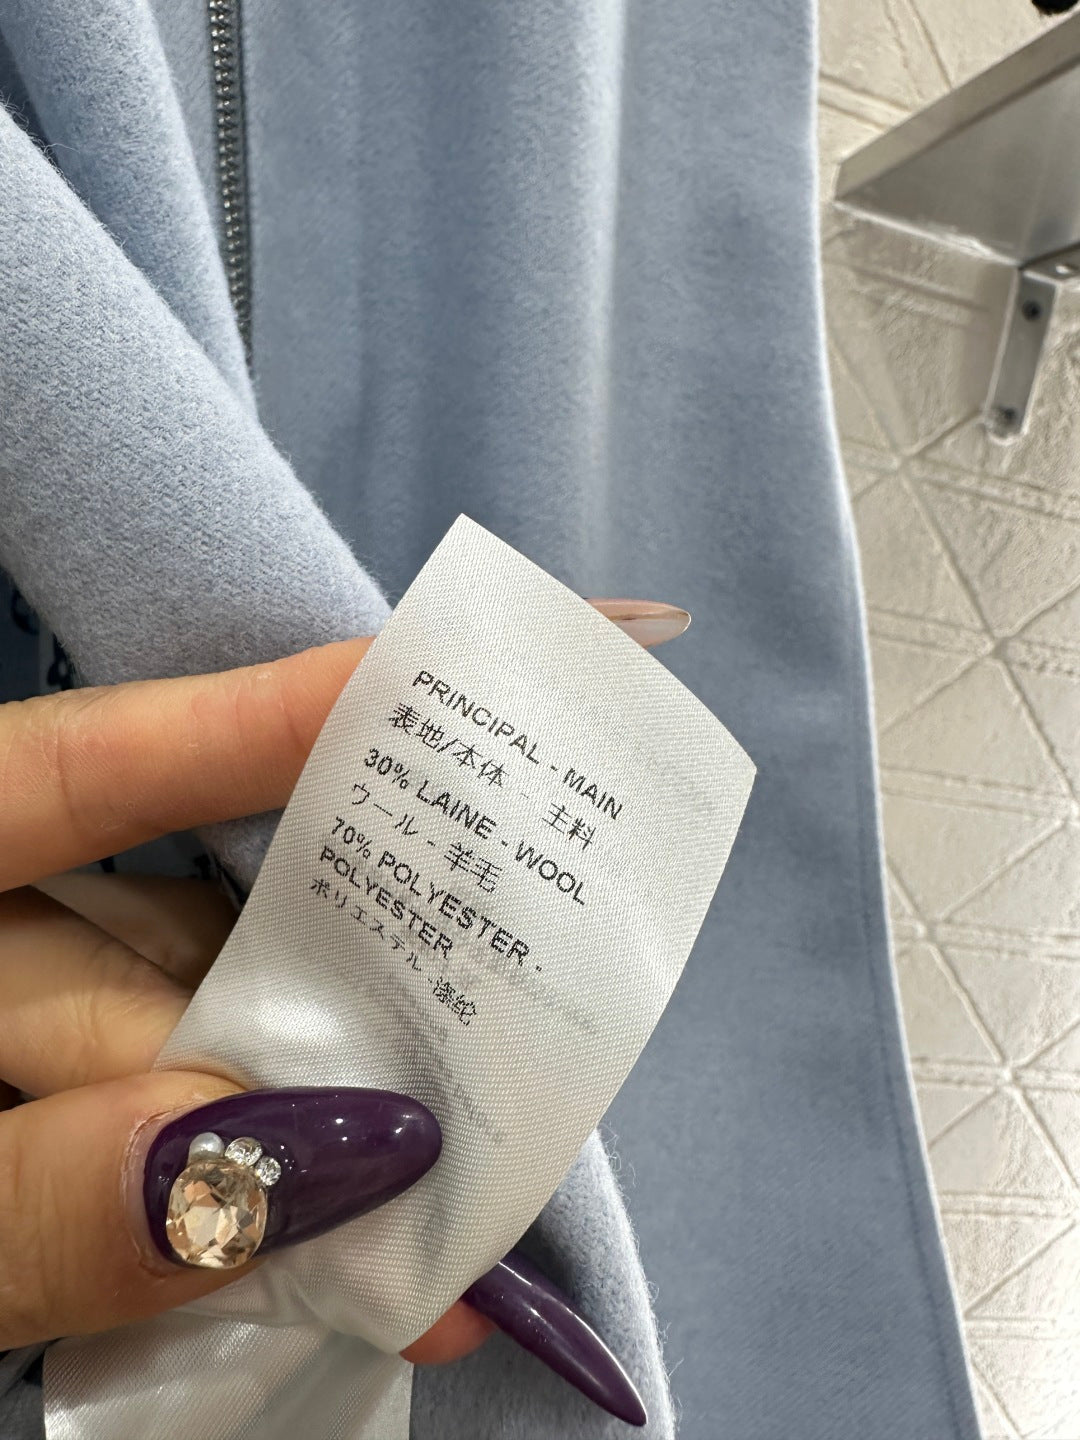 PRINCIPAL - MAIN
表地/本体 - 主料
30% LAINE - WOOL
ウール - 羊毛
70% POLYESTER -
POLYESTER
ポリエステル - 涤纶